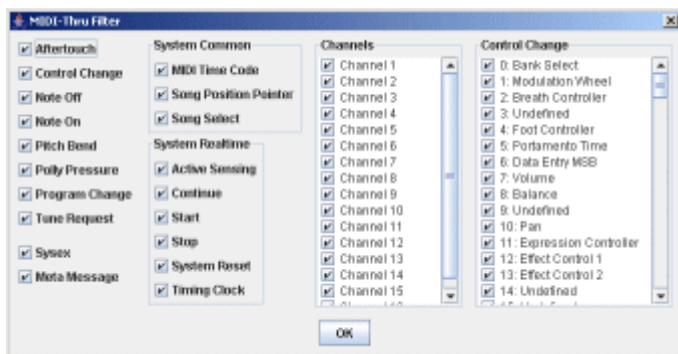 MIDI-Thru Filter
Aftertouch
Control Change
Note Off
Note On
Pitch Bend
Polly Pressure
Program Change
Tune Request
Sysex
Meta Message
System Common
MIDI Time Code
Song Position Pointer
Song Select
System Realtime
Active Sensing
Continue
Start
Stop
System Reset
Timing Clock
Channels
Channel 1
Channel 2
Channel 3
Channel 4
Channel 5
Channel 6
Channel 7
Channel 8
Channel 9
Channel 10
Channel 11
Channel 12
Channel 13
Channel 14
Channel 15
Control Change
0: Bank Select
1: Modulation Wheel
2: Breath Controller
3: Undefined
4: Foot Controller
5: Portamento Time
6: Data Entry MSB
7: Volume
8: Balance
9: Undefined
10: Pan
11: Expression Controller
12: Effect Control 1
13: Effect Control 2
14: Undefined
OK